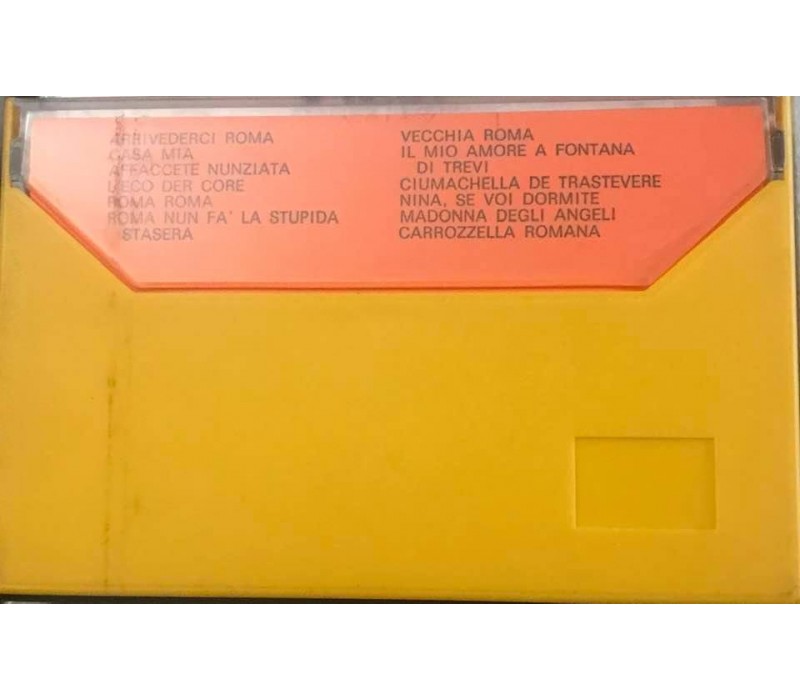 ARRIVEDERCI ROMA
CASA MIA
AFFACCETE NUNZIATA
L'ECO DER CORE
ROMA ROMA
ROMA NUN FA' LA STUPIDA
STASERA
VECCHIA ROMA
IL MIO AMORE A FONTANA
DI TREVI
CIUMACHELLA DE TRASTEVERE
NINA, SE VOI DORMITE
MADONNA DEGLI ANGELI
CARROZZELLA ROMANA